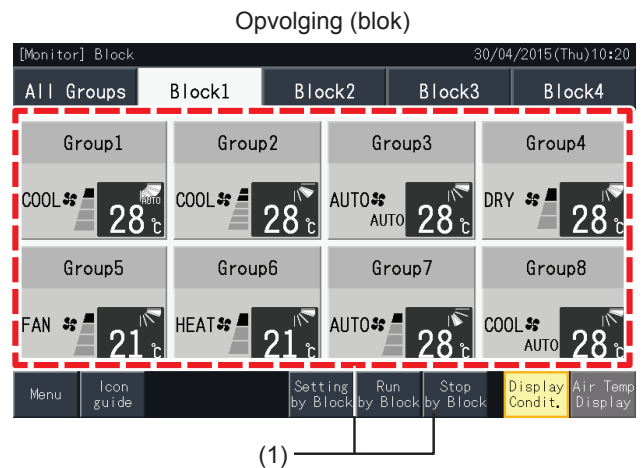 Opvolging (blok)
[Monitor] Block 30/04/2015(Thu)10:20
All Groups Block1 Block2 Block3 Block4
Group1 Group2 Group3 Group4
COOL 28℃ AUTO COOL 28℃ AUTO AUTO 28℃ DRY 28℃
Group5 Group6 Group7 Group8
FAN 21℃ HEAT 21℃ AUTO 28℃ COOL AUTO 28℃
Menu Icon guide Setting by Block Run by Block Stop by Block Display Condit. Air Temp Display
(1)